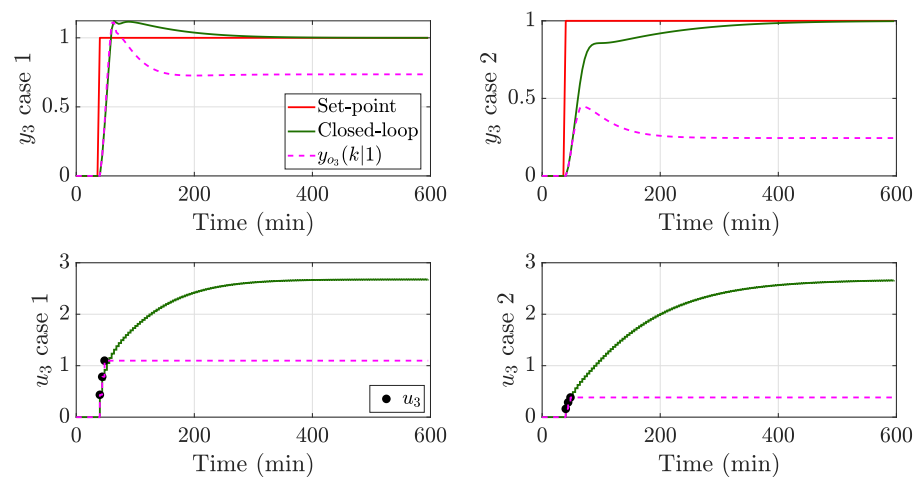 y₃ case 1
1
0.5
0
0
200
400
600
Time (min)
Set-point
Closed-loop
y_{o₃}(k|1)
y₃ case 2
1
0.5
0
0
200
400
600
Time (min)
u₃ case 1
3
2
1
0
0
200
400
600
Time (min)
u₃
u₃ case 2
3
2
1
0
0
200
400
600
Time (min)